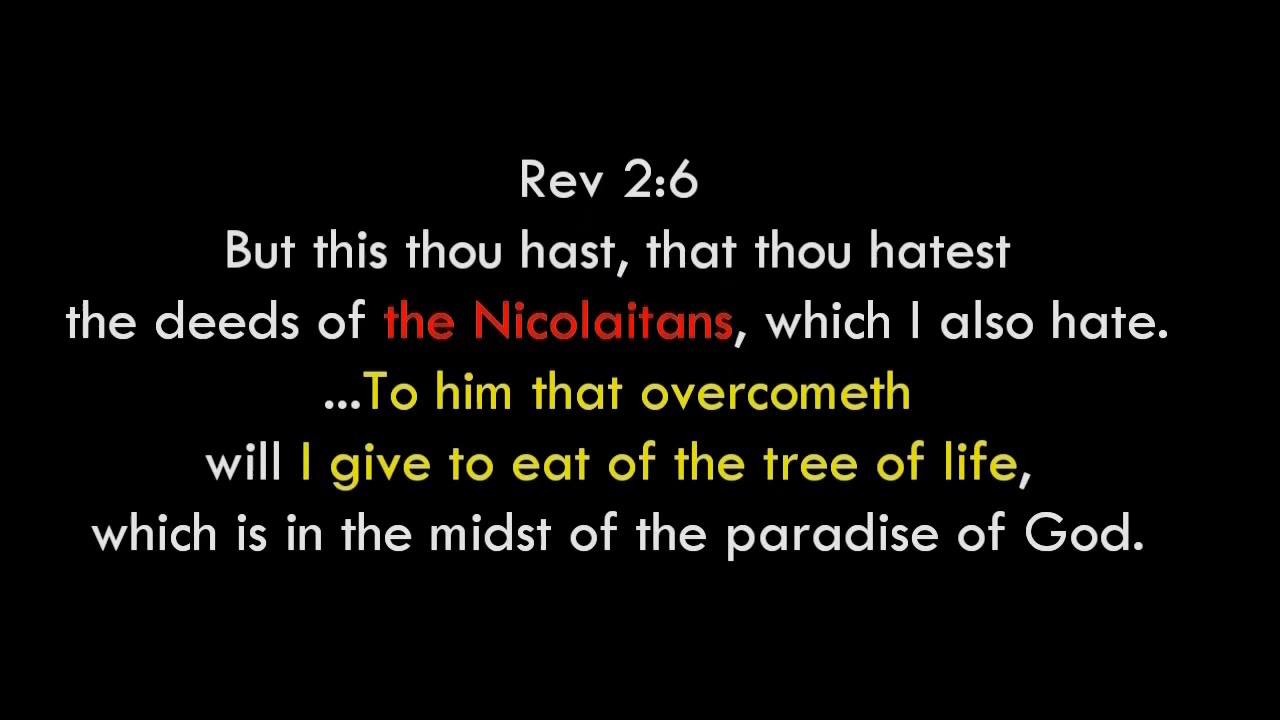 Rev 2:6
But this thou hast, that thou hatest
the deeds of the Nicolaitans, which I also hate.
...To him that overcometh
will I give to eat of the tree of life,
which is in the midst of the paradise of God.